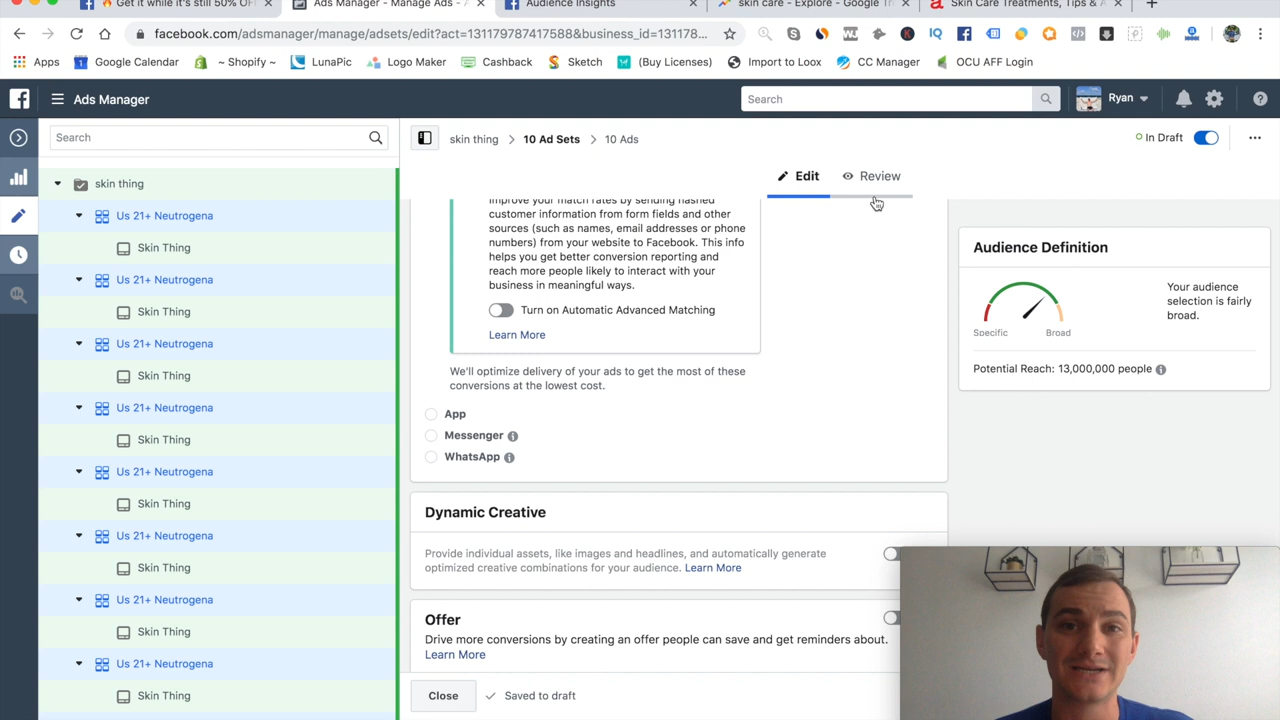 Get it while it's still 50% OFF
Ads Manager - Manage Ads - A
Audience Insights
skin care - Explore - Google Tr
Skin Care Treatments, Tips & A
facebook.com/adsmanager/manage/adsets/edit?act=131179787417588&business_id=131178...
Apps
Google Calendar
~ Shopify ~
LunaPic
Logo Maker
Cashback
Sketch
(Buy Licenses)
Import to Loox
CC Manager
OCU AFF Login
Ads Manager
Search
Ryan
Search
skin thing
10 Ad Sets
10 Ads
In Draft
Edit
Review
skin thing
Us 21+ Neutrogena
Skin Thing
Us 21+ Neutrogena
Skin Thing
Us 21+ Neutrogena
Skin Thing
Us 21+ Neutrogena
Skin Thing
Us 21+ Neutrogena
Skin Thing
Us 21+ Neutrogena
Skin Thing
Us 21+ Neutrogena
Skin Thing
Us 21+ Neutrogena
Skin Thing
Improve your match rates by sending hashed
customer information from form fields and other
sources (such as names, email addresses or phone
numbers) from your website to Facebook. This info
helps you get better conversion reporting and
reach more people likely to interact with your
business in meaningful ways.
Turn on Automatic Advanced Matching
Learn More
We'll optimize delivery of your ads to get the most of these
conversions at the lowest cost.
App
Messenger
WhatsApp
Dynamic Creative
Provide individual assets, like images and headlines, and automatically generate
optimized creative combinations for your audience. Learn More
Offer
Drive more conversions by creating an offer people can save and get reminders about.
Learn More
Close
Saved to draft
Audience Definition
Your audience
selection is fairly
broad.
Specific
Broad
Potential Reach: 13,000,000 people